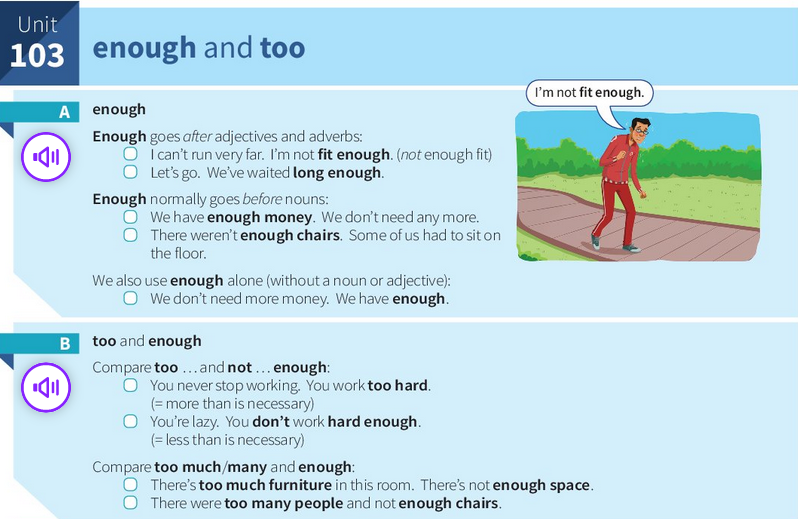 Unit
103
enough and too
A
enough
I'm not fit enough.
Enough goes after adjectives and adverbs:
I can't run very far. I'm not fit enough. (not enough fit)
Let's go. We've waited long enough.
Enough normally goes before nouns:
We have enough money. We don't need any more.
There weren't enough chairs. Some of us had to sit on
the floor.
We also use enough alone (without a noun or adjective):
We don't need more money. We have enough.
B
too and enough
Compare too … and not … enough:
You never stop working. You work too hard.
(= more than is necessary)
You're lazy. You don't work hard enough.
(= less than is necessary)
Compare too much/many and enough:
There's too much furniture in this room. There's not enough space.
There were too many people and not enough chairs.